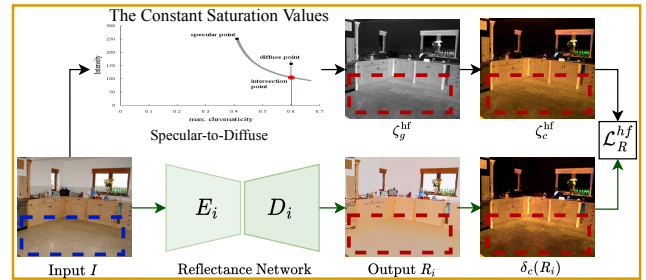 The Constant Saturation Values
specular point
diffuse point
intersection
point
Intensity
300
250
200
150
100
50
0
0 0.1 0.2 0.3 0.4 0.5 0.6 0.7
max. chromaticity
Specular-to-Diffuse
ζ_g^hf
ζ_c^hf
ℒ_R^hf
E_i
D_i
Input I
Reflectance Network
Output R_i
δ_c(R_i)